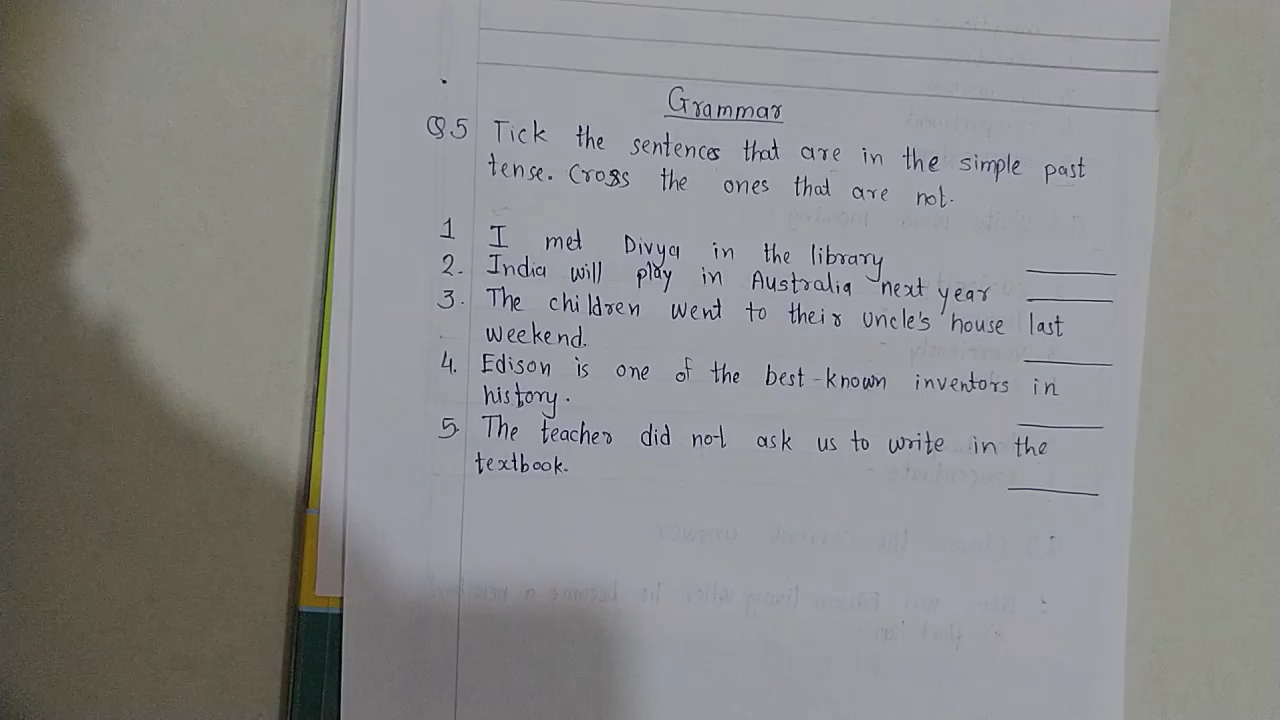 Grammar
Q.5 Tick the sentences that are in the simple past
tense. Cross the ones that are not.
1 I met Divya in the library
2. India will play in Australia next year
3. The children went to their uncle's house last
weekend.
4. Edison is one of the best-known inventors in
history.
5. The teacher did not ask us to write in the
textbook.